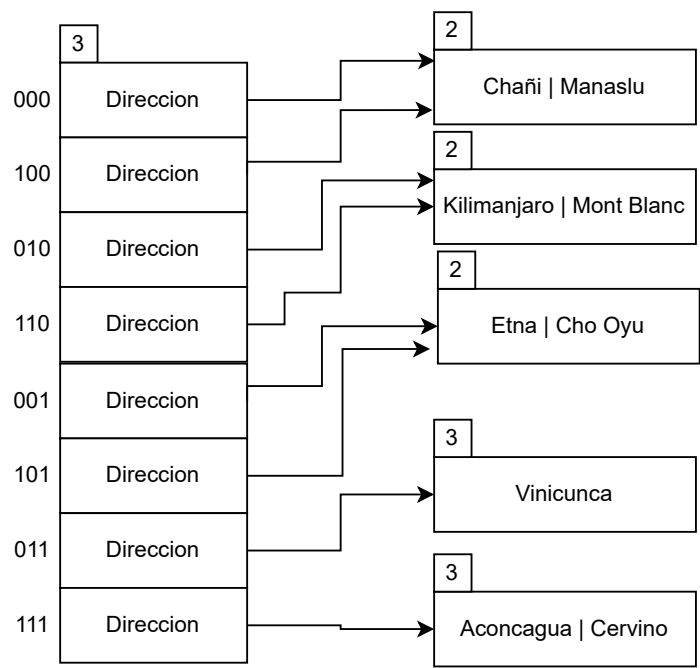 3
000 Direccion
100 Direccion
010 Direccion
110 Direccion
001 Direccion
101 Direccion
011 Direccion
111 Direccion
2
Chañi | Manaslu
2
Kilimanjaro | Mont Blanc
2
Etna | Cho Oyu
3
Vinicunca
3
Aconcagua | Cervino